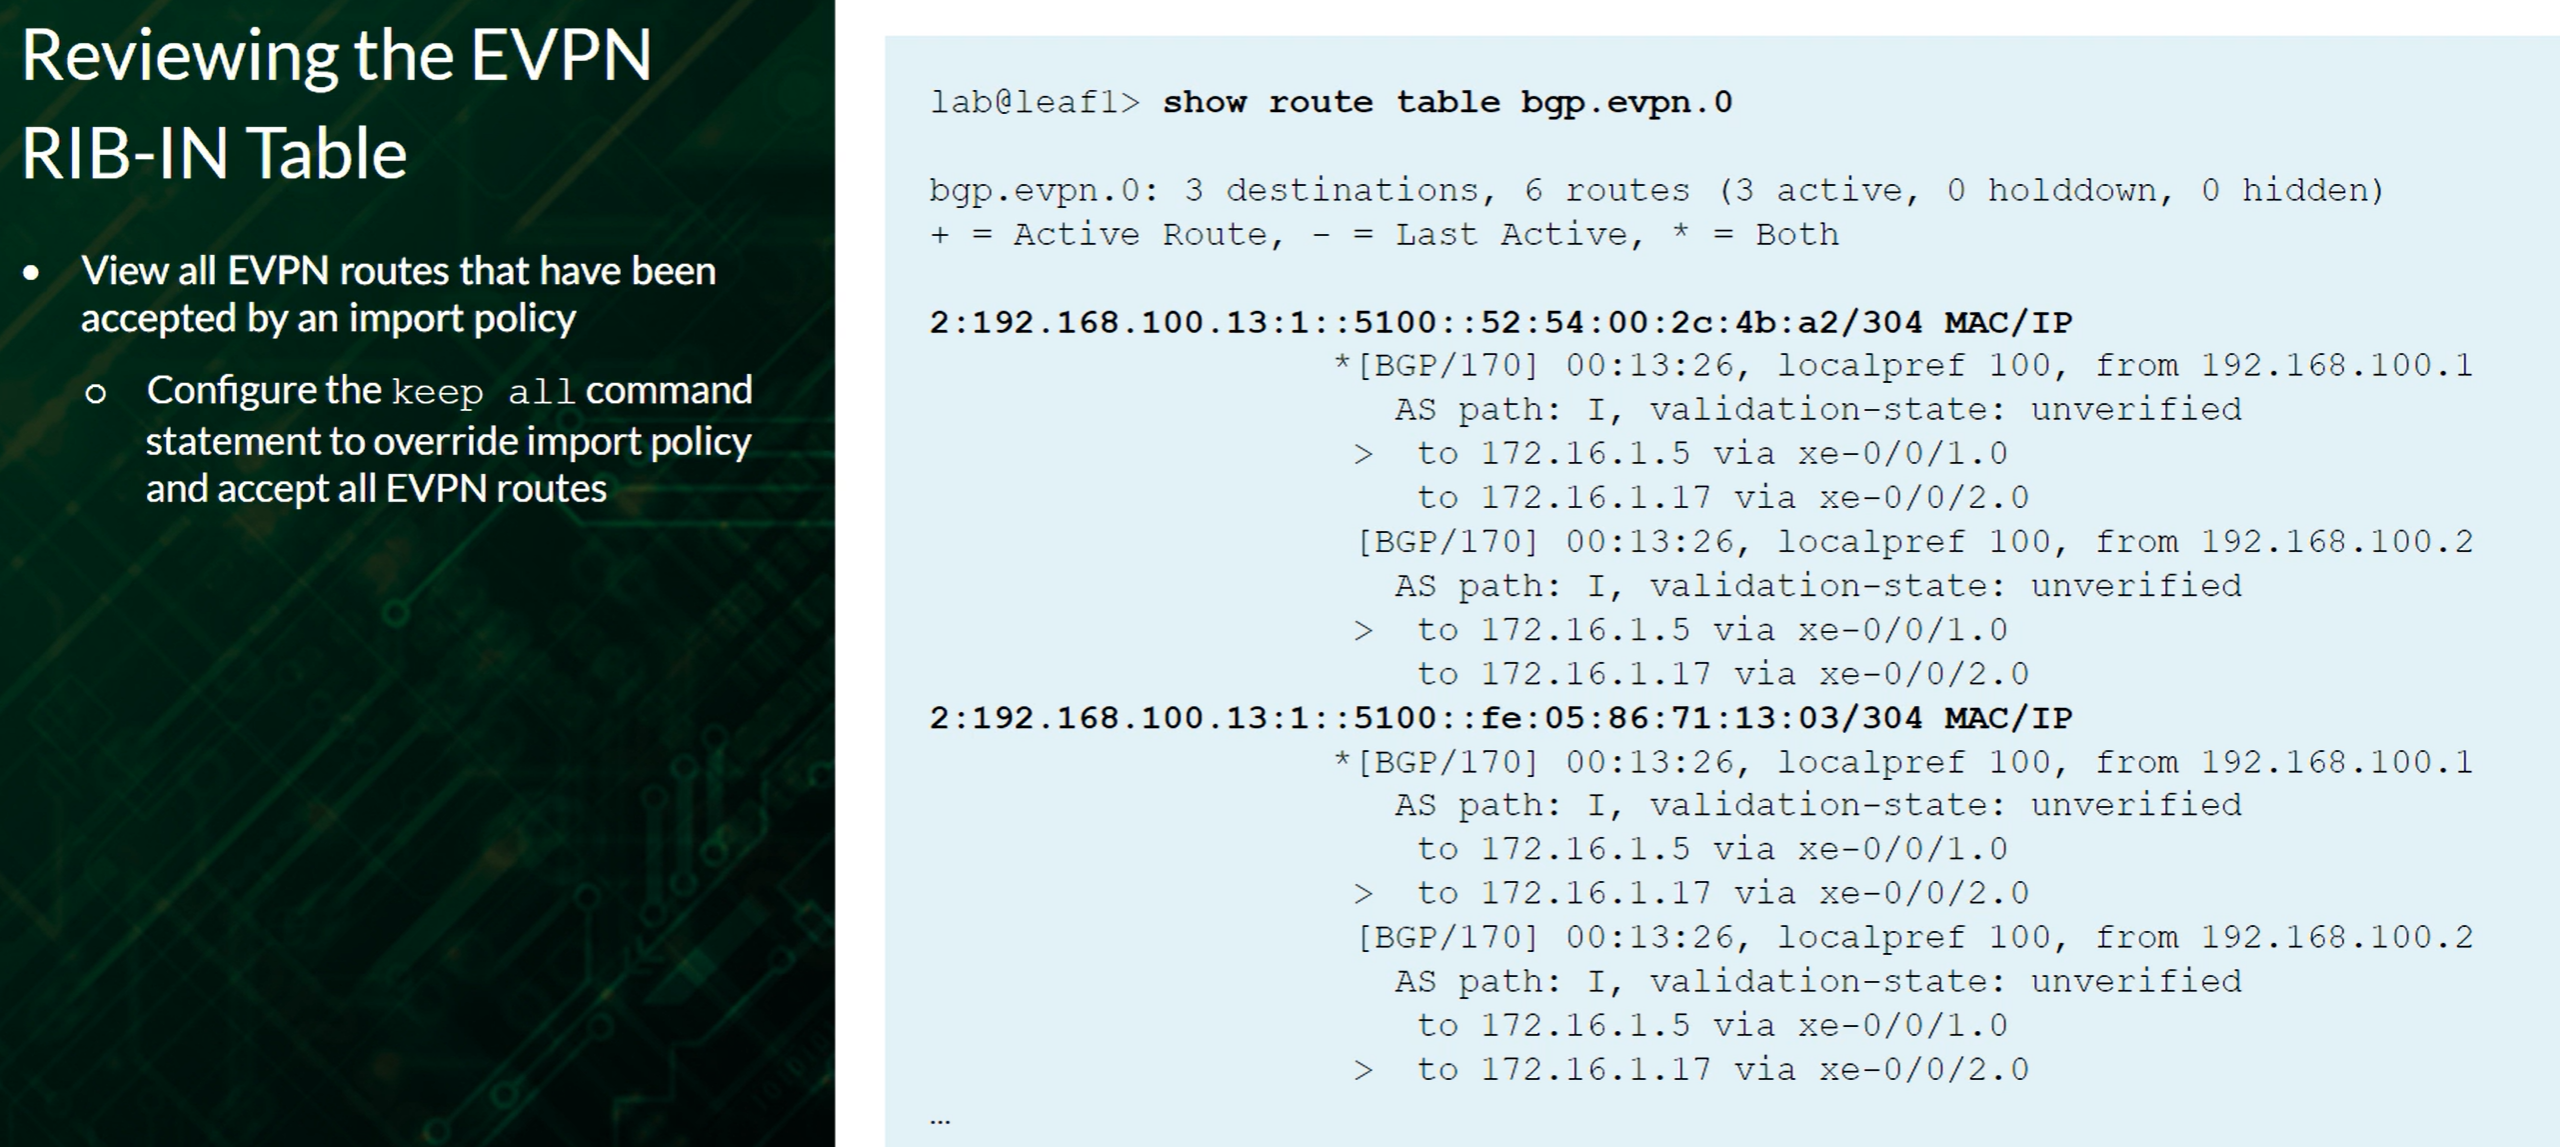 Reviewing the EVPN
RIB-IN Table
• View all EVPN routes that have been
accepted by an import policy
○ Configure the keep all command
statement to override import policy
and accept all EVPN routes
lab@leaf1> show route table bgp.evpn.0
bgp.evpn.0: 3 destinations, 6 routes (3 active, 0 holddown, 0 hidden)
+ = Active Route, - = Last Active, * = Both
2:192.168.100.13:1::5100::52:54:00:2c:4b:a2/304 MAC/IP
*[BGP/170] 00:13:26, localpref 100, from 192.168.100.1
AS path: I, validation-state: unverified
> to 172.16.1.5 via xe-0/0/1.0
to 172.16.1.17 via xe-0/0/2.0
[BGP/170] 00:13:26, localpref 100, from 192.168.100.2
AS path: I, validation-state: unverified
> to 172.16.1.5 via xe-0/0/1.0
to 172.16.1.17 via xe-0/0/2.0
2:192.168.100.13:1::5100::fe:05:86:71:13:03/304 MAC/IP
*[BGP/170] 00:13:26, localpref 100, from 192.168.100.1
AS path: I, validation-state: unverified
to 172.16.1.5 via xe-0/0/1.0
> to 172.16.1.17 via xe-0/0/2.0
[BGP/170] 00:13:26, localpref 100, from 192.168.100.2
AS path: I, validation-state: unverified
to 172.16.1.5 via xe-0/0/1.0
> to 172.16.1.17 via xe-0/0/2.0
…